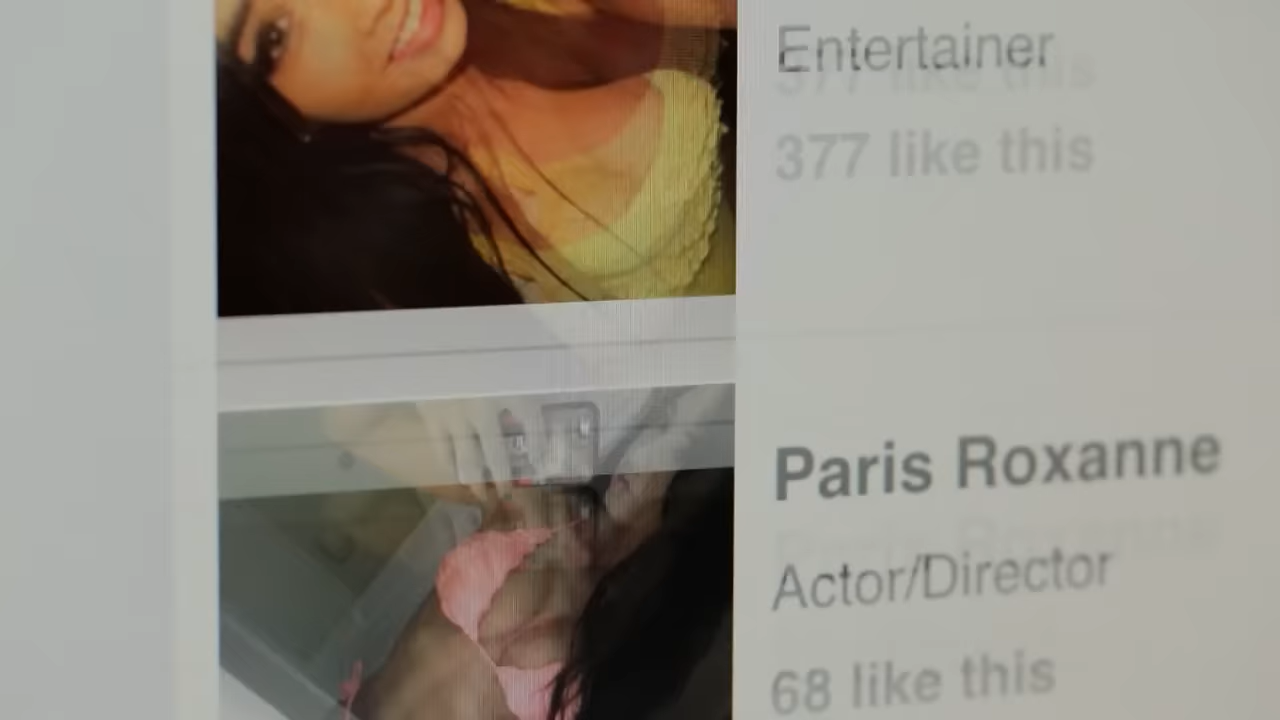 Entertainer
377 like this
Paris Roxanne
Actor/Director
68 like this